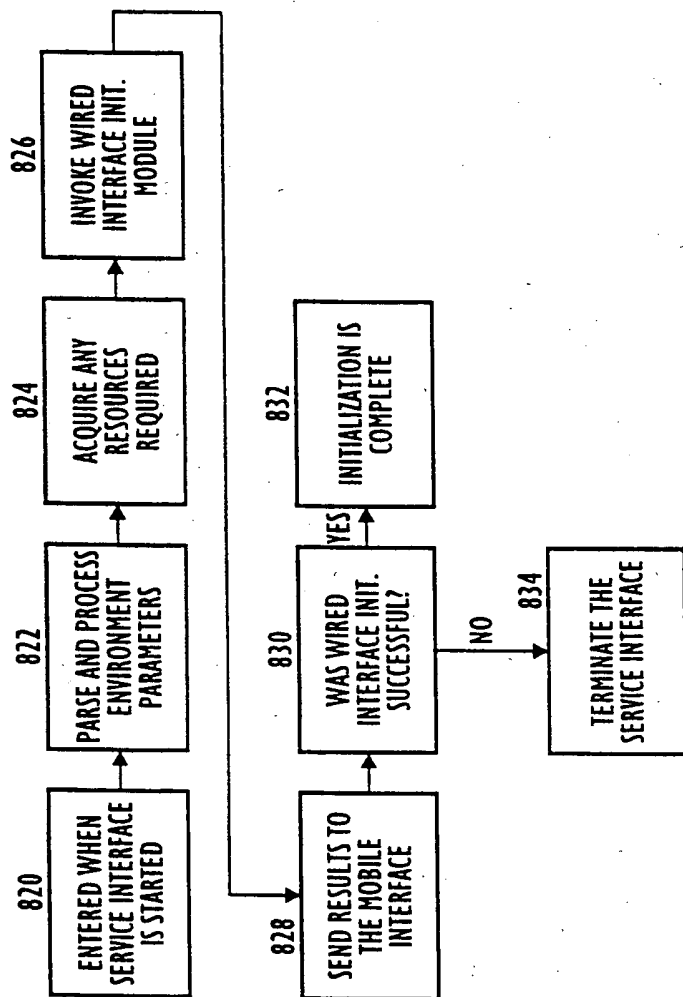 820
ENTERED WHEN
SERVICE INTERFACE
IS STARTED
822
PARSE AND PROCESS
ENVIRONMENT
PARAMETERS
824
ACQUIRE ANY
RESOURCES
REQUIRED
826
INVOKE WIRED
INTERFACE INIT.
MODULE
828
SEND RESULTS TO
THE MOBILE
INTERFACE
830
WAS WIRED
INTERFACE INIT.
SUCCESSFUL?
YES
832
INITIALIZATION IS
COMPLETE
NO
834
TERMINATE THE
SERVICE INTERFACE